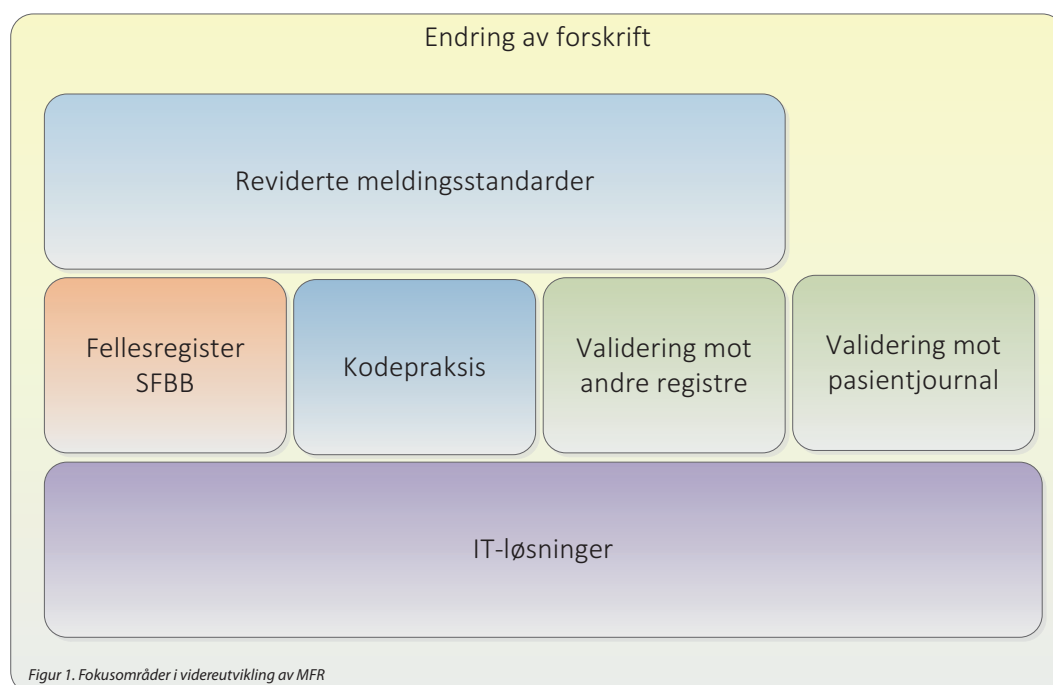 Endring av forskrift
Reviderte meldingsstandarder
Fellesregister
SFBB
Kodepraksis
Validering mot
andre registre
Validering mot
pasientjournal
IT-løsninger
Figur 1. Fokusområder i videreutvikling av MFR